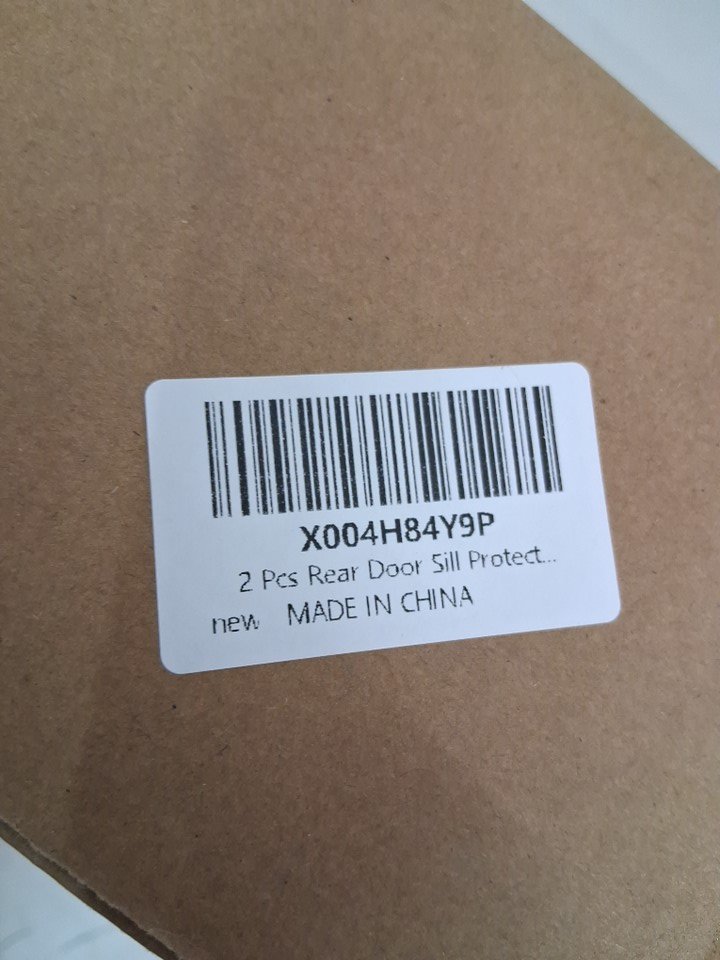 X004H84Y9P
2 Pcs Rear Door Sill Protect...
new MADE IN CHINA